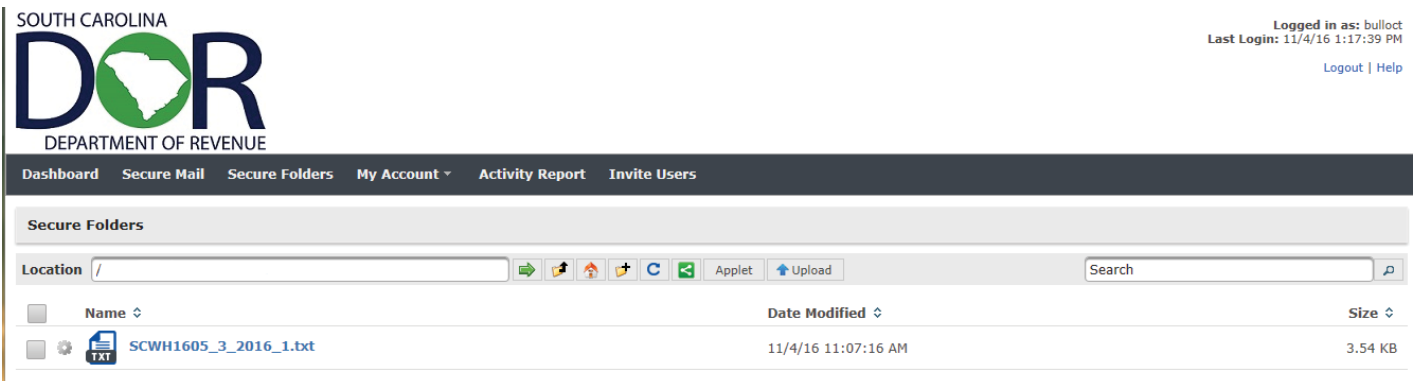 SOUTH CAROLINA
DOR
DEPARTMENT OF REVENUE
Logged in as: bulloct
Last Login: 11/4/16 1:17:39 PM
Logout | Help
Dashboard Secure Mail Secure Folders My Account Activity Report Invite Users
Secure Folders
Location / Applet Upload Search
Name Date Modified Size
TXT SCWH1605_3_2016_1.txt 11/4/16 11:07:16 AM 3.54 KB